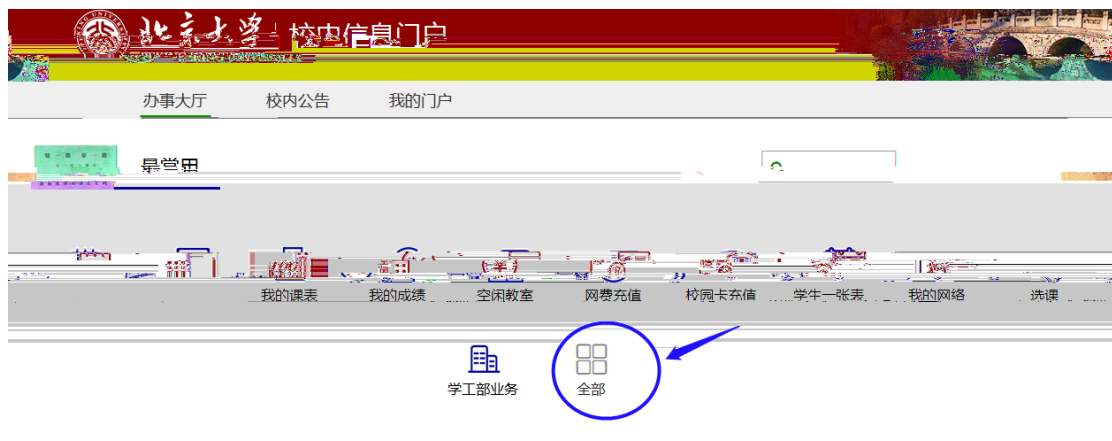 北京大学 校内信息门户
办事大厅 校内公告 我的门户
最常用
我的课表 我的成绩 空闲教室 网费充值 校园卡充值 学生一张表 我的网络 选课
学工部业务 全部